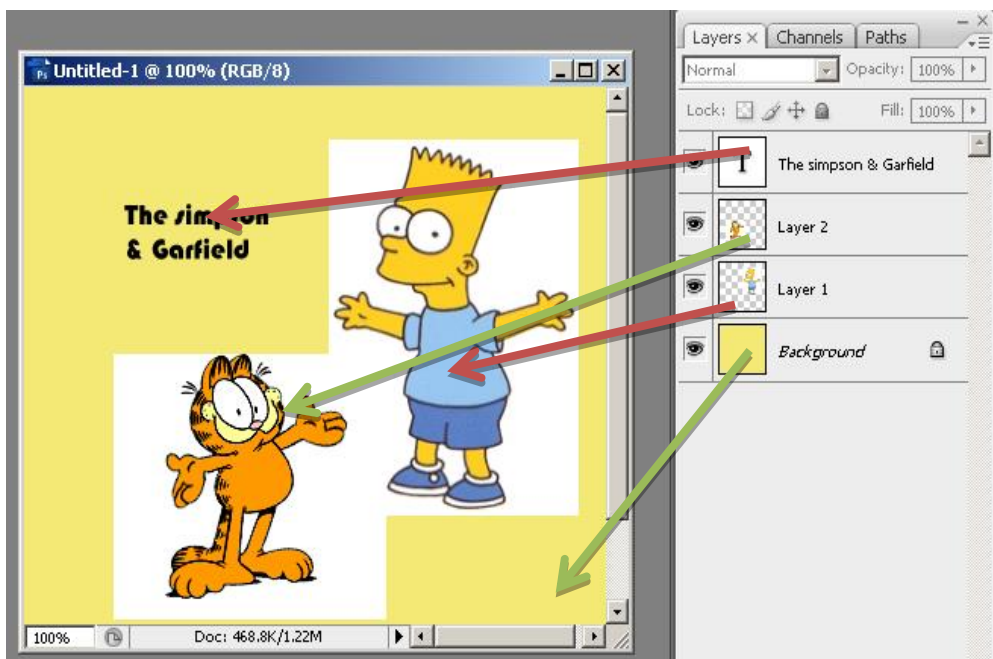 Layers × Channels Paths
Normal Opacity: 100%
Lock: Fill: 100%
Ps Untitled-1 @ 100% (RGB/8)
The simpson
& Garfield
T The simpson & Garfield
Layer 2
Layer 1
Background
100% Doc: 468.8K/1.22M